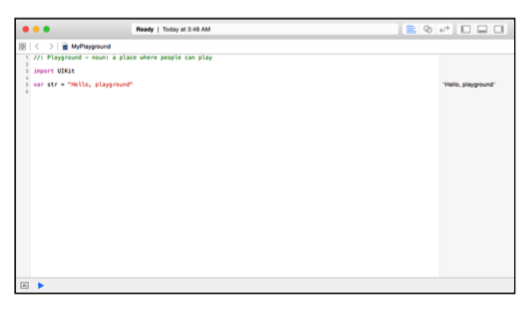 Ready | Today at 3:48 AM
MyPlayground
1 //: Playground - noun: a place where people can play
2
3 import UIKit
4
5 var str = "Hello, playground"
6
"Hello, playground"